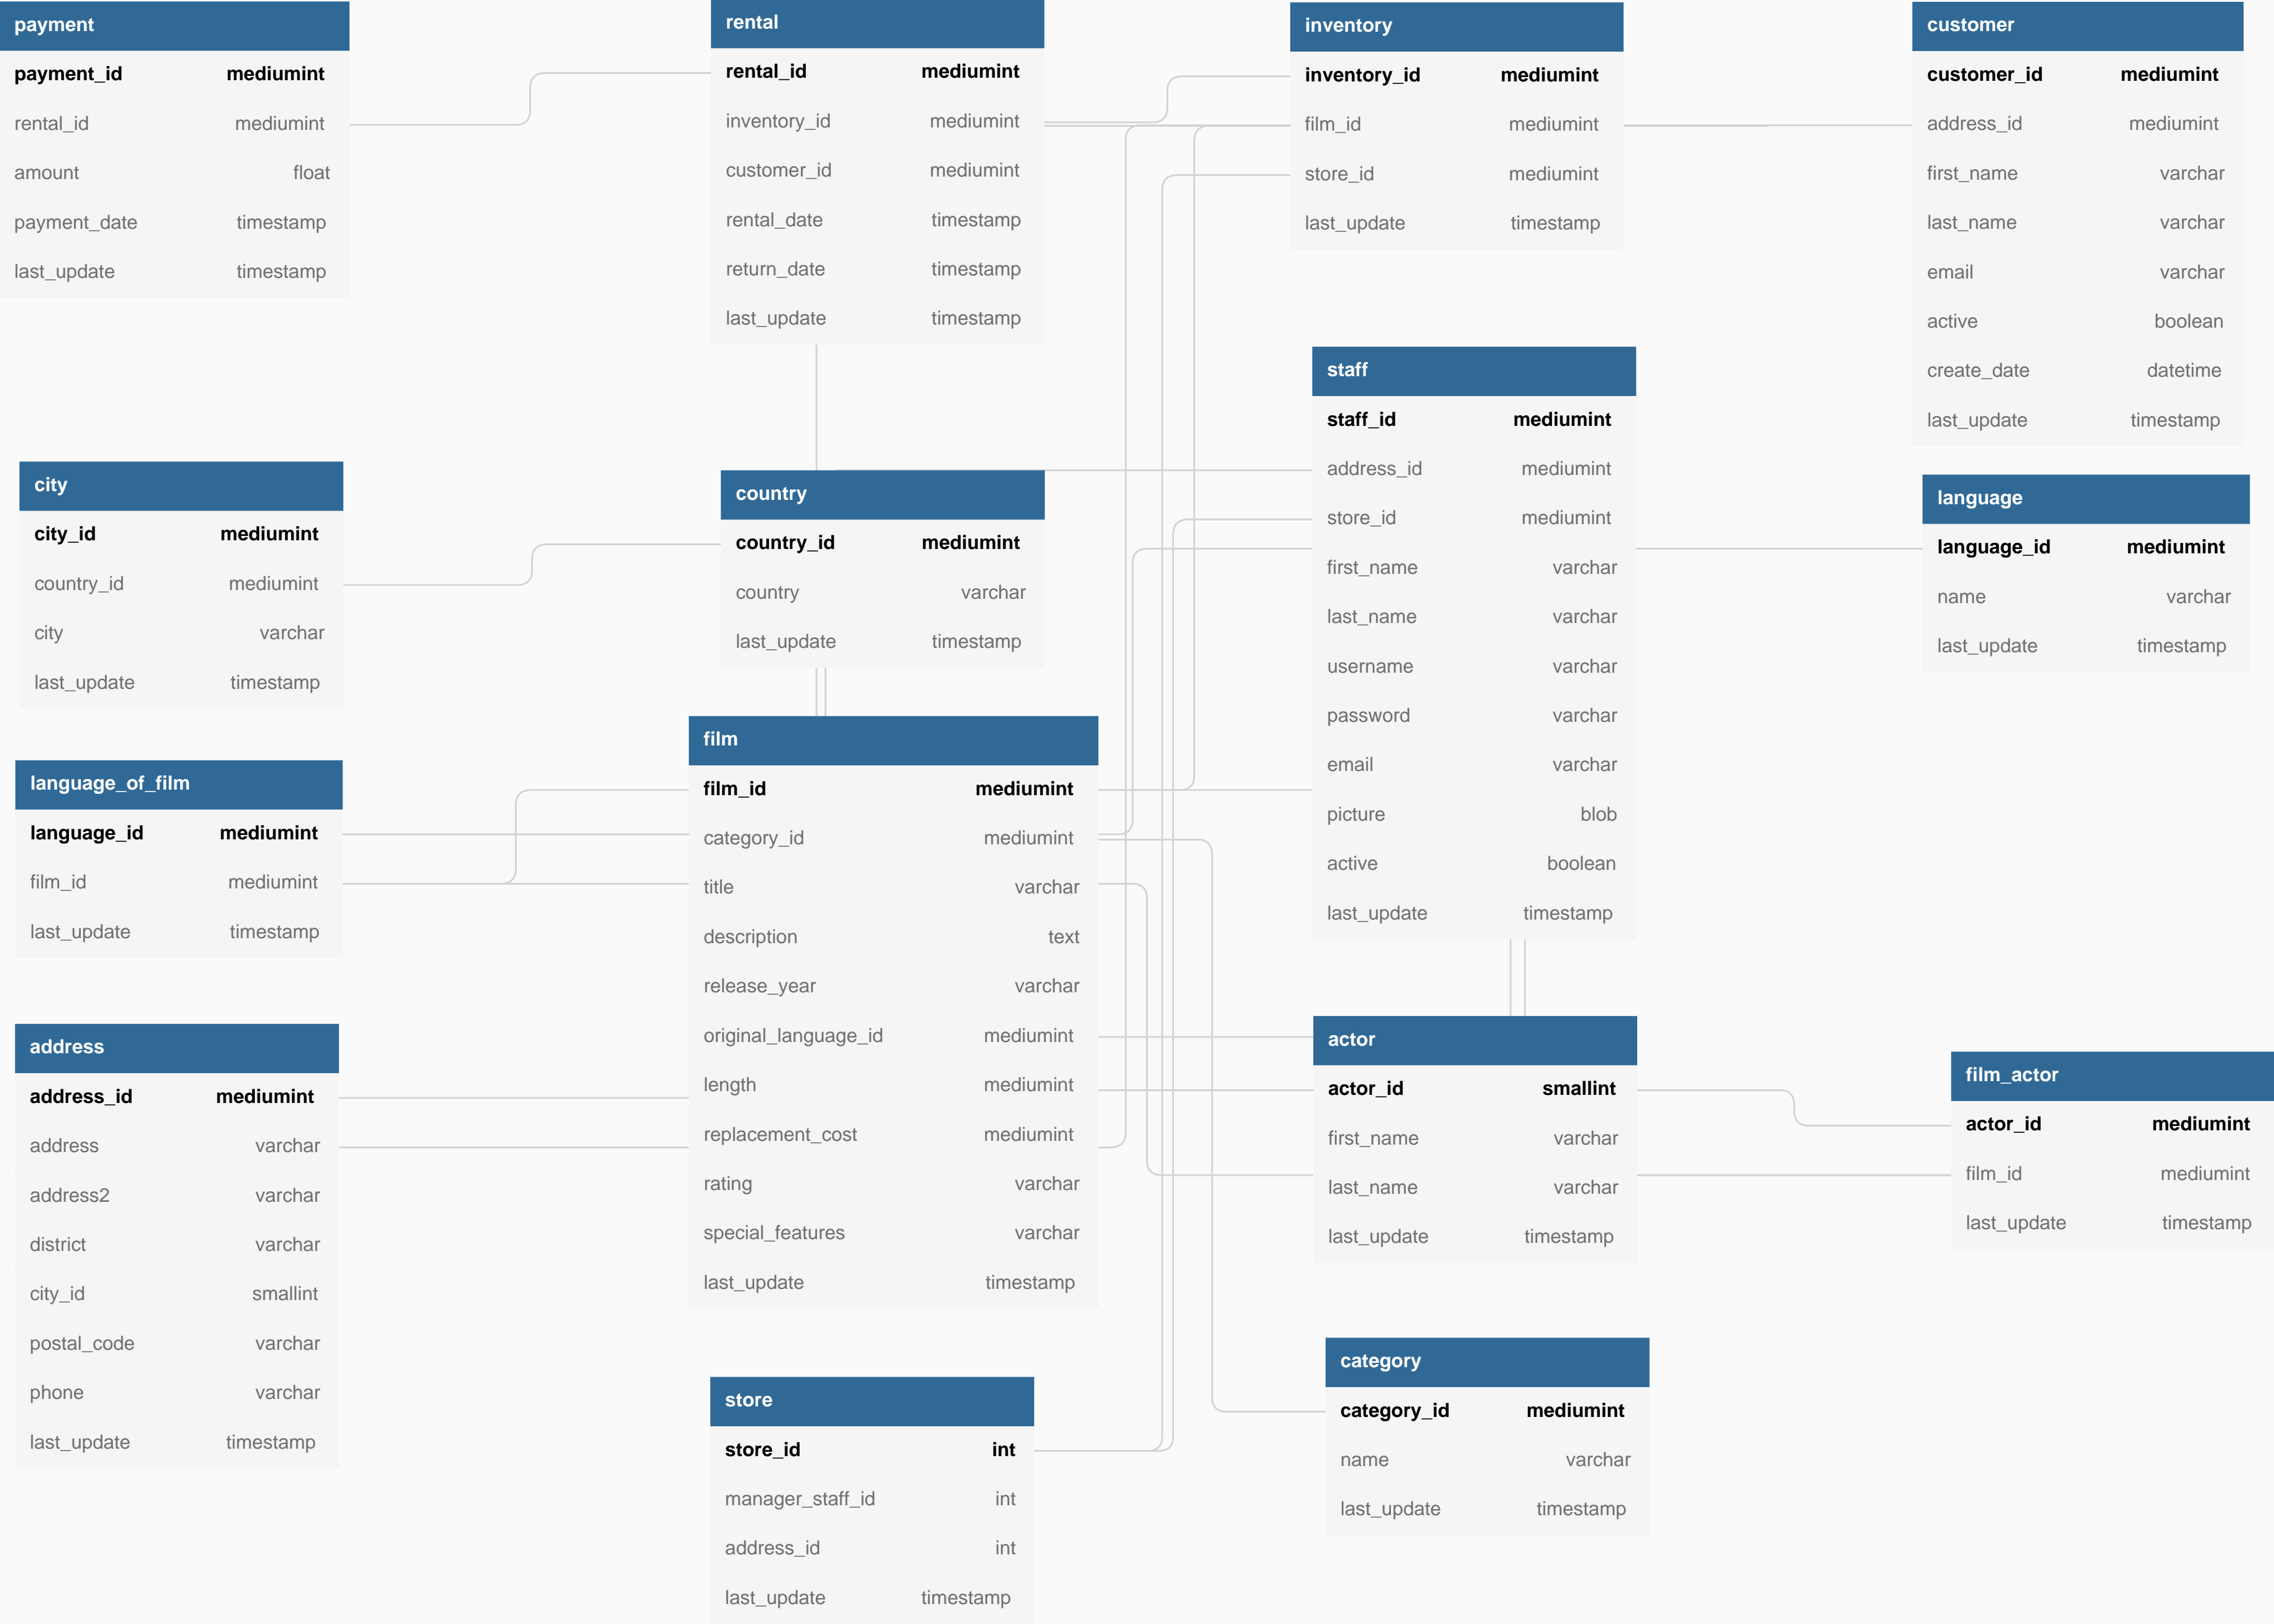 payment
payment_id mediumint
rental_id mediumint
amount float
payment_date timestamp
last_update timestamp
rental
rental_id mediumint
inventory_id mediumint
customer_id mediumint
rental_date timestamp
return_date timestamp
last_update timestamp
inventory
inventory_id mediumint
film_id mediumint
store_id mediumint
last_update timestamp
customer
customer_id mediumint
address_id mediumint
first_name varchar
last_name varchar
email varchar
active boolean
create_date datetime
last_update timestamp
city
city_id mediumint
country_id mediumint
city varchar
last_update timestamp
country
country_id mediumint
country varchar
last_update timestamp
staff
staff_id mediumint
address_id mediumint
store_id mediumint
first_name varchar
last_name varchar
username varchar
password varchar
email varchar
picture blob
active boolean
last_update timestamp
language
language_id mediumint
name varchar
last_update timestamp
language_of_film
language_id mediumint
film_id mediumint
last_update timestamp
film
film_id mediumint
category_id mediumint
title varchar
description text
release_year varchar
original_language_id mediumint
length mediumint
replacement_cost mediumint
rating varchar
special_features varchar
last_update timestamp
address
address_id mediumint
address varchar
address2 varchar
district varchar
city_id smallint
postal_code varchar
phone varchar
last_update timestamp
actor
actor_id smallint
first_name varchar
last_name varchar
last_update timestamp
film_actor
actor_id mediumint
film_id mediumint
last_update timestamp
store
store_id int
manager_staff_id int
address_id int
last_update timestamp
category
category_id mediumint
name varchar
last_update timestamp